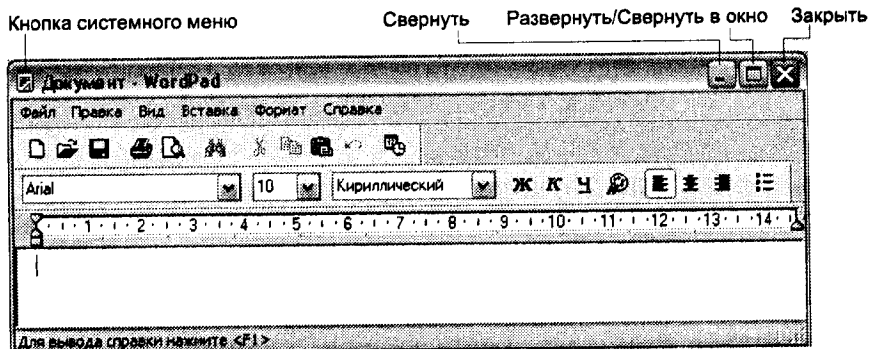 Кнопка системного меню
Свернуть
Развернуть/Свернуть в окно
Закрыть
Документ - WordPad
Файл Правка Вид Вставка Формат Справка
Arial 10 Кириллический Ж К Ч
1 2 3 4 5 6 7 8 9 10 11 12 13 14
Для вывода справки нажмите <F1>